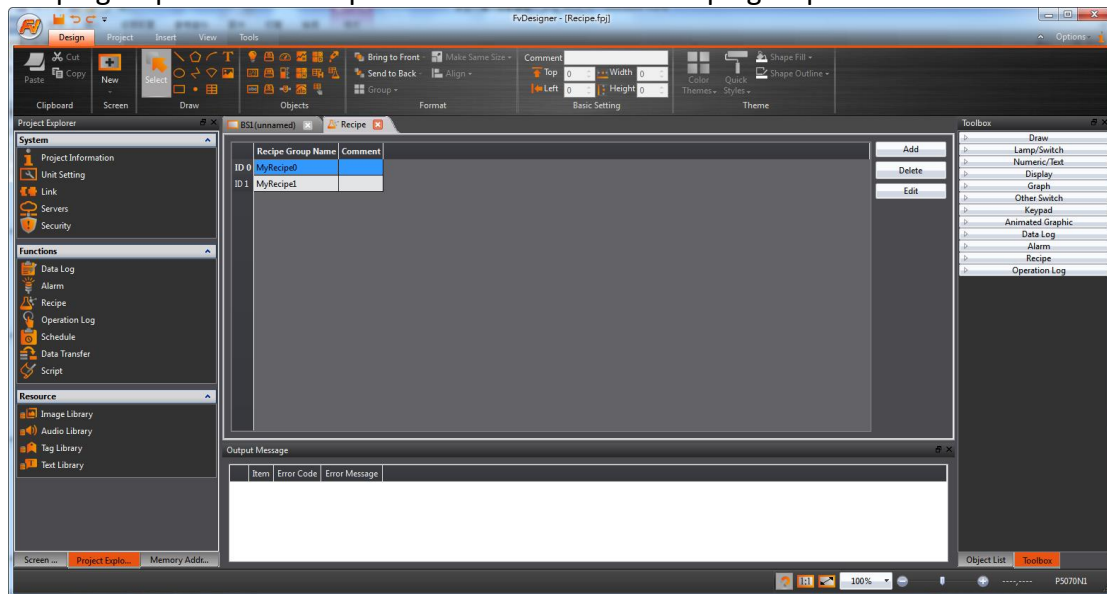 FvDesigner - [Recipe.fpj]
Design Project Insert View Tools Options
Paste Cut Copy New Select Bring to Front Make Same Size Comment
Send to Back Align Top 0 Width 0 Color Themes Quick Styles Shape Fill Shape Outline
Group Left 0 Height 0
Clipboard Screen Draw Objects Format Basic Setting Theme
Project Explorer
System
Project Information
Unit Setting
Link
Servers
Security
Functions
Data Log
Alarm
Recipe
Operation Log
Schedule
Data Transfer
Script
Resource
Image Library
Audio Library
Tag Library
Text Library
Screen ... Project Explo... Memory Addr...
BS1(unnamed) Recipe
Recipe Group Name Comment
ID 0 MyRecipe0
ID 1 MyRecipe1
Add
Delete
Edit
Output Message
Item Error Code Error Message
Toolbox
Draw
Lamp/Switch
Numeric/Text
Display
Graph
Other Switch
Keypad
Animated Graphic
Data Log
Alarm
Recipe
Operation Log
Object List Toolbox
1:1 100% ----,---- P5070N1